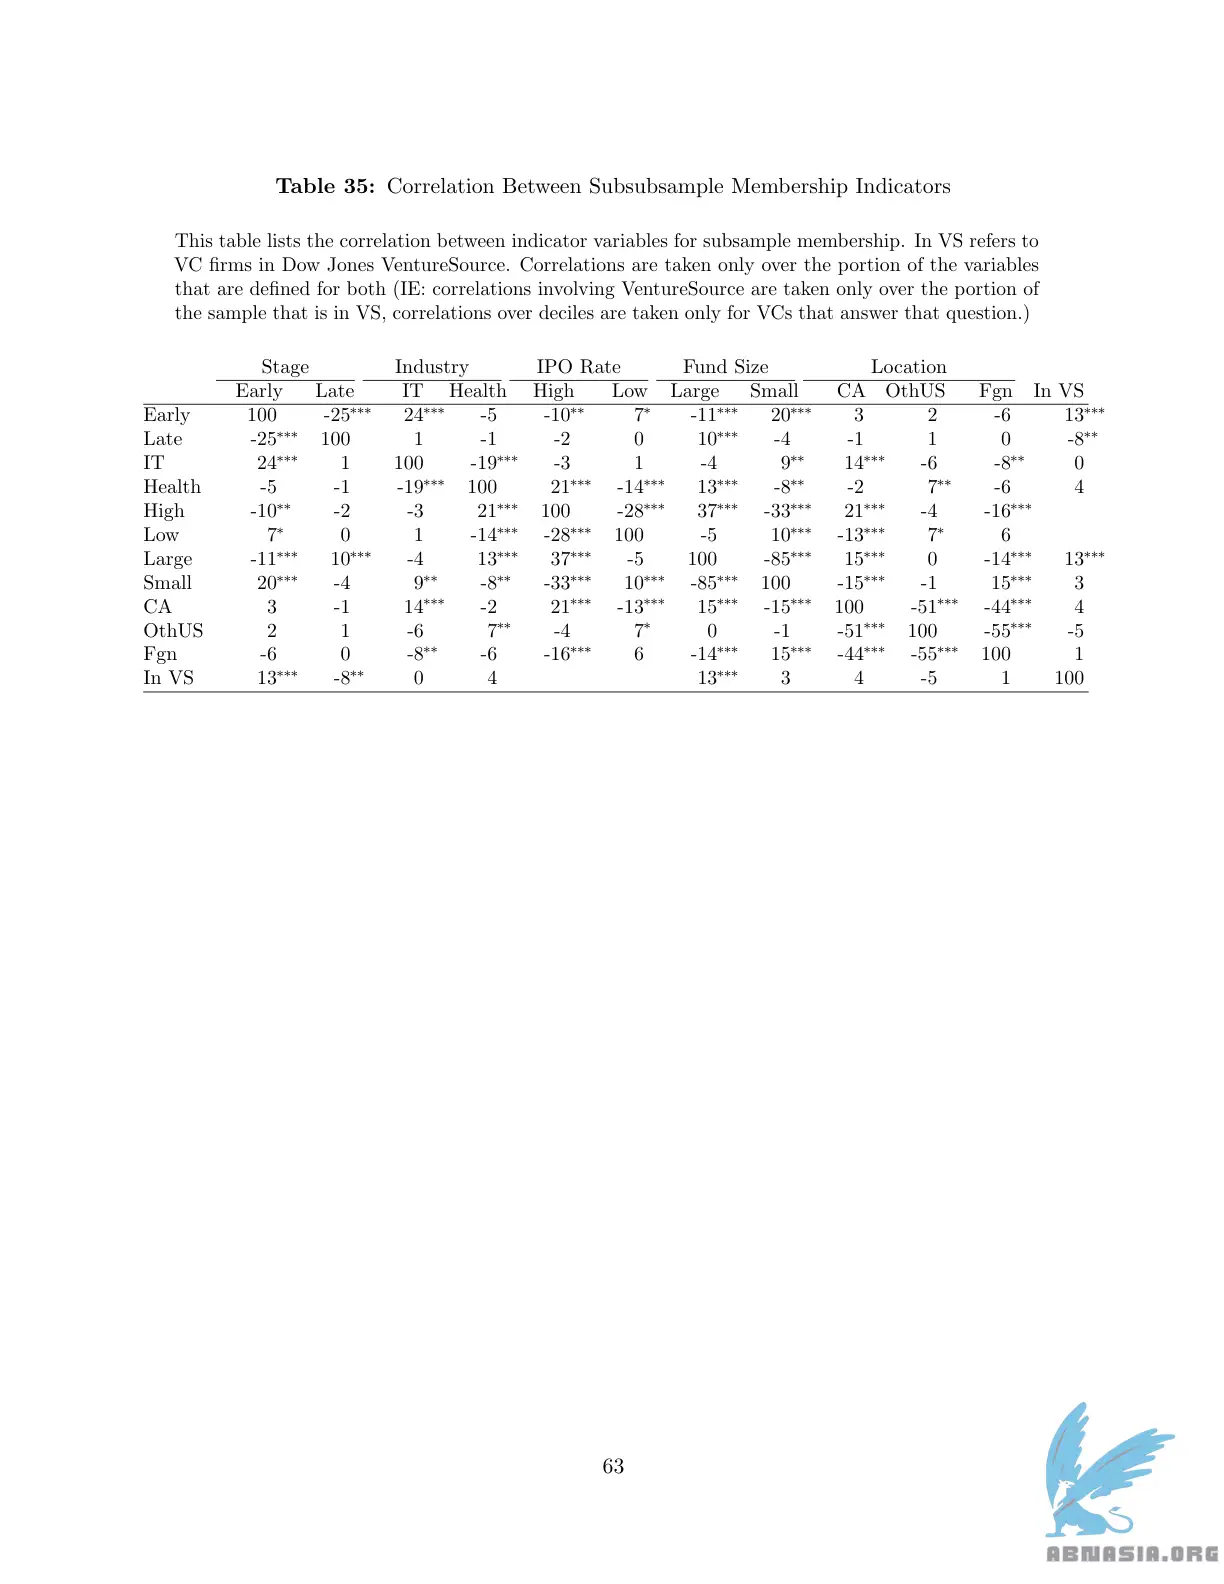 Table 35: Correlation Between Subsubsample Membership Indicators
This table lists the correlation between indicator variables for subsample membership. In VS refers to
VC firms in Dow Jones VentureSource. Correlations are taken only over the portion of the variables
that are defined for both (IE: correlations involving VentureSource are taken only over the portion of
the sample that is in VS, correlations over deciles are taken only for VCs that answer that question.)
Stage Industry IPO Rate Fund Size Location
Early Late IT Health High Low Large Small CA OthUS Fgn In VS
Early 100 -25*** 24*** -5 -10** 7* -11*** 20*** 3 2 -6 13***
Late -25*** 100 1 -1 -2 0 10*** -4 -1 1 0 -8**
IT 24*** 1 100 -19*** -3 1 -4 9** 14*** -6 -8** 0
Health -5 -1 -19*** 100 21*** -14*** 13*** -8** -2 7** -6 4
High -10** -2 -3 21*** 100 -28*** 37*** -33*** 21*** -4 -16***
Low 7* 0 1 -14*** -28*** 100 -5 10*** -13*** 7* 6
Large -11*** 10*** -4 13*** 37*** -5 100 -85*** 15*** 0 -14*** 13***
Small 20*** -4 9** -8** -33*** 10*** -85*** 100 -15*** -1 15*** 3
CA 3 -1 14*** -2 21*** -13*** 15*** -15*** 100 -51*** -44*** 4
OthUS 2 1 -6 7** -4 7* 0 -1 -51*** 100 -55*** -5
Fgn -6 0 -8** -6 -16*** 6 -14*** 15*** -44*** -55*** 100 1
In VS 13*** -8** 0 4 13*** 3 4 -5 1 100
63
ABNASIA.ORG